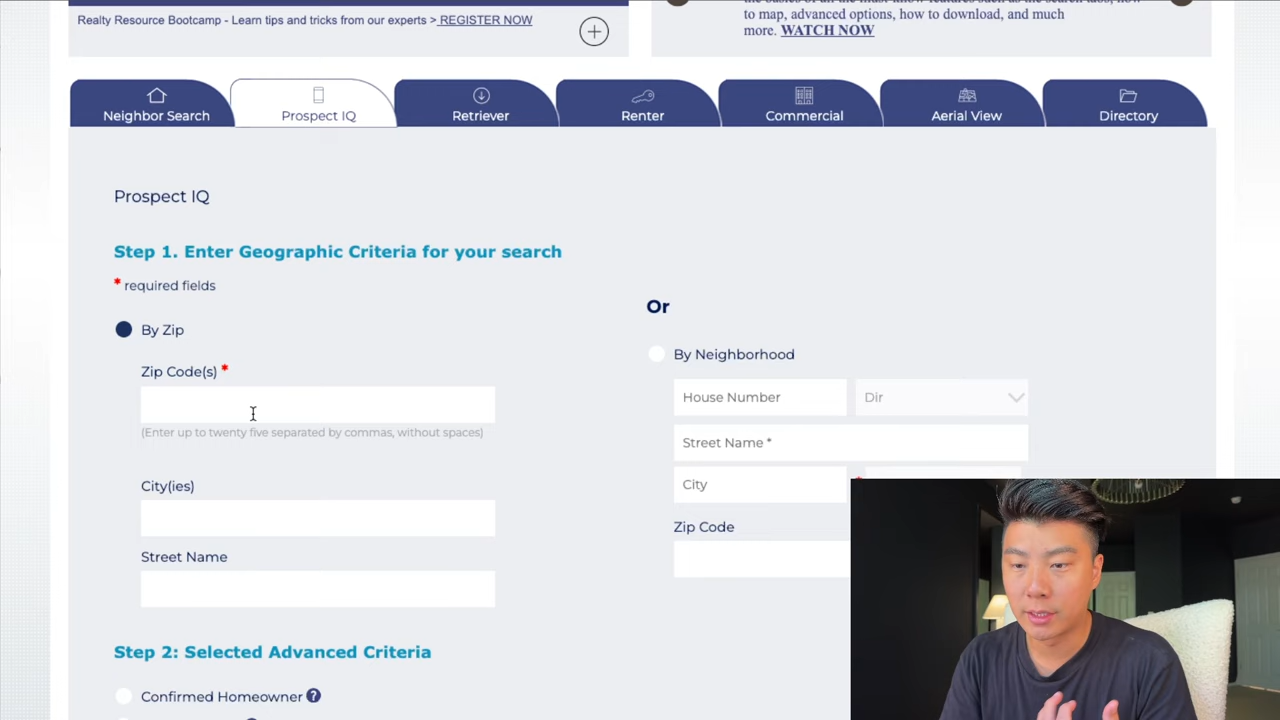 Realty Resource Bootcamp - Learn tips and tricks from our experts > REGISTER NOW
to map, advanced options, how to download, and much
more. WATCH NOW
Neighbor Search
Prospect IQ
Retriever
Renter
Commercial
Aerial View
Directory
Prospect IQ
Step 1. Enter Geographic Criteria for your search
* required fields
By Zip
Zip Code(s) *
(Enter up to twenty five separated by commas, without spaces)
City(ies)
Street Name
Or
By Neighborhood
House Number
Dir
Street Name *
City
Zip Code
Step 2: Selected Advanced Criteria
Confirmed Homeowner ?